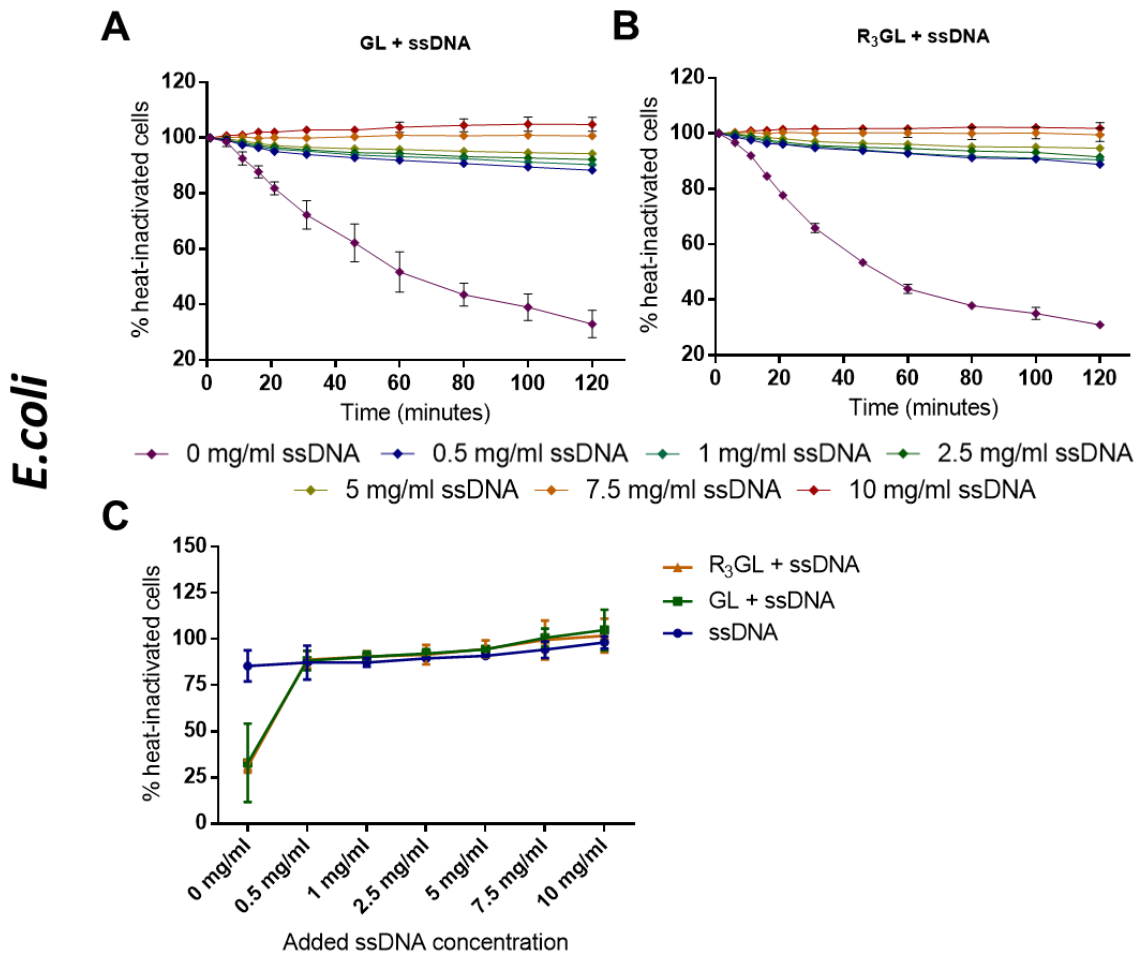 A
GL + ssDNA
120
100
80
60
40
20
% heat-inactivated cells
0
20
40
60
80
100
120
Time (minutes)
B
R₃GL + ssDNA
120
100
80
60
40
20
% heat-inactivated cells
0
20
40
60
80
100
120
Time (minutes)
E.coli
0 mg/ml ssDNA
0.5 mg/ml ssDNA
1 mg/ml ssDNA
2.5 mg/ml ssDNA
5 mg/ml ssDNA
7.5 mg/ml ssDNA
10 mg/ml ssDNA
C
150
125
100
75
50
25
0
% heat-inactivated cells
0 mg/ml
0.5 mg/ml
1 mg/ml
2.5 mg/ml
5 mg/ml
7.5 mg/ml
10 mg/ml
Added ssDNA concentration
R₃GL + ssDNA
GL + ssDNA
ssDNA